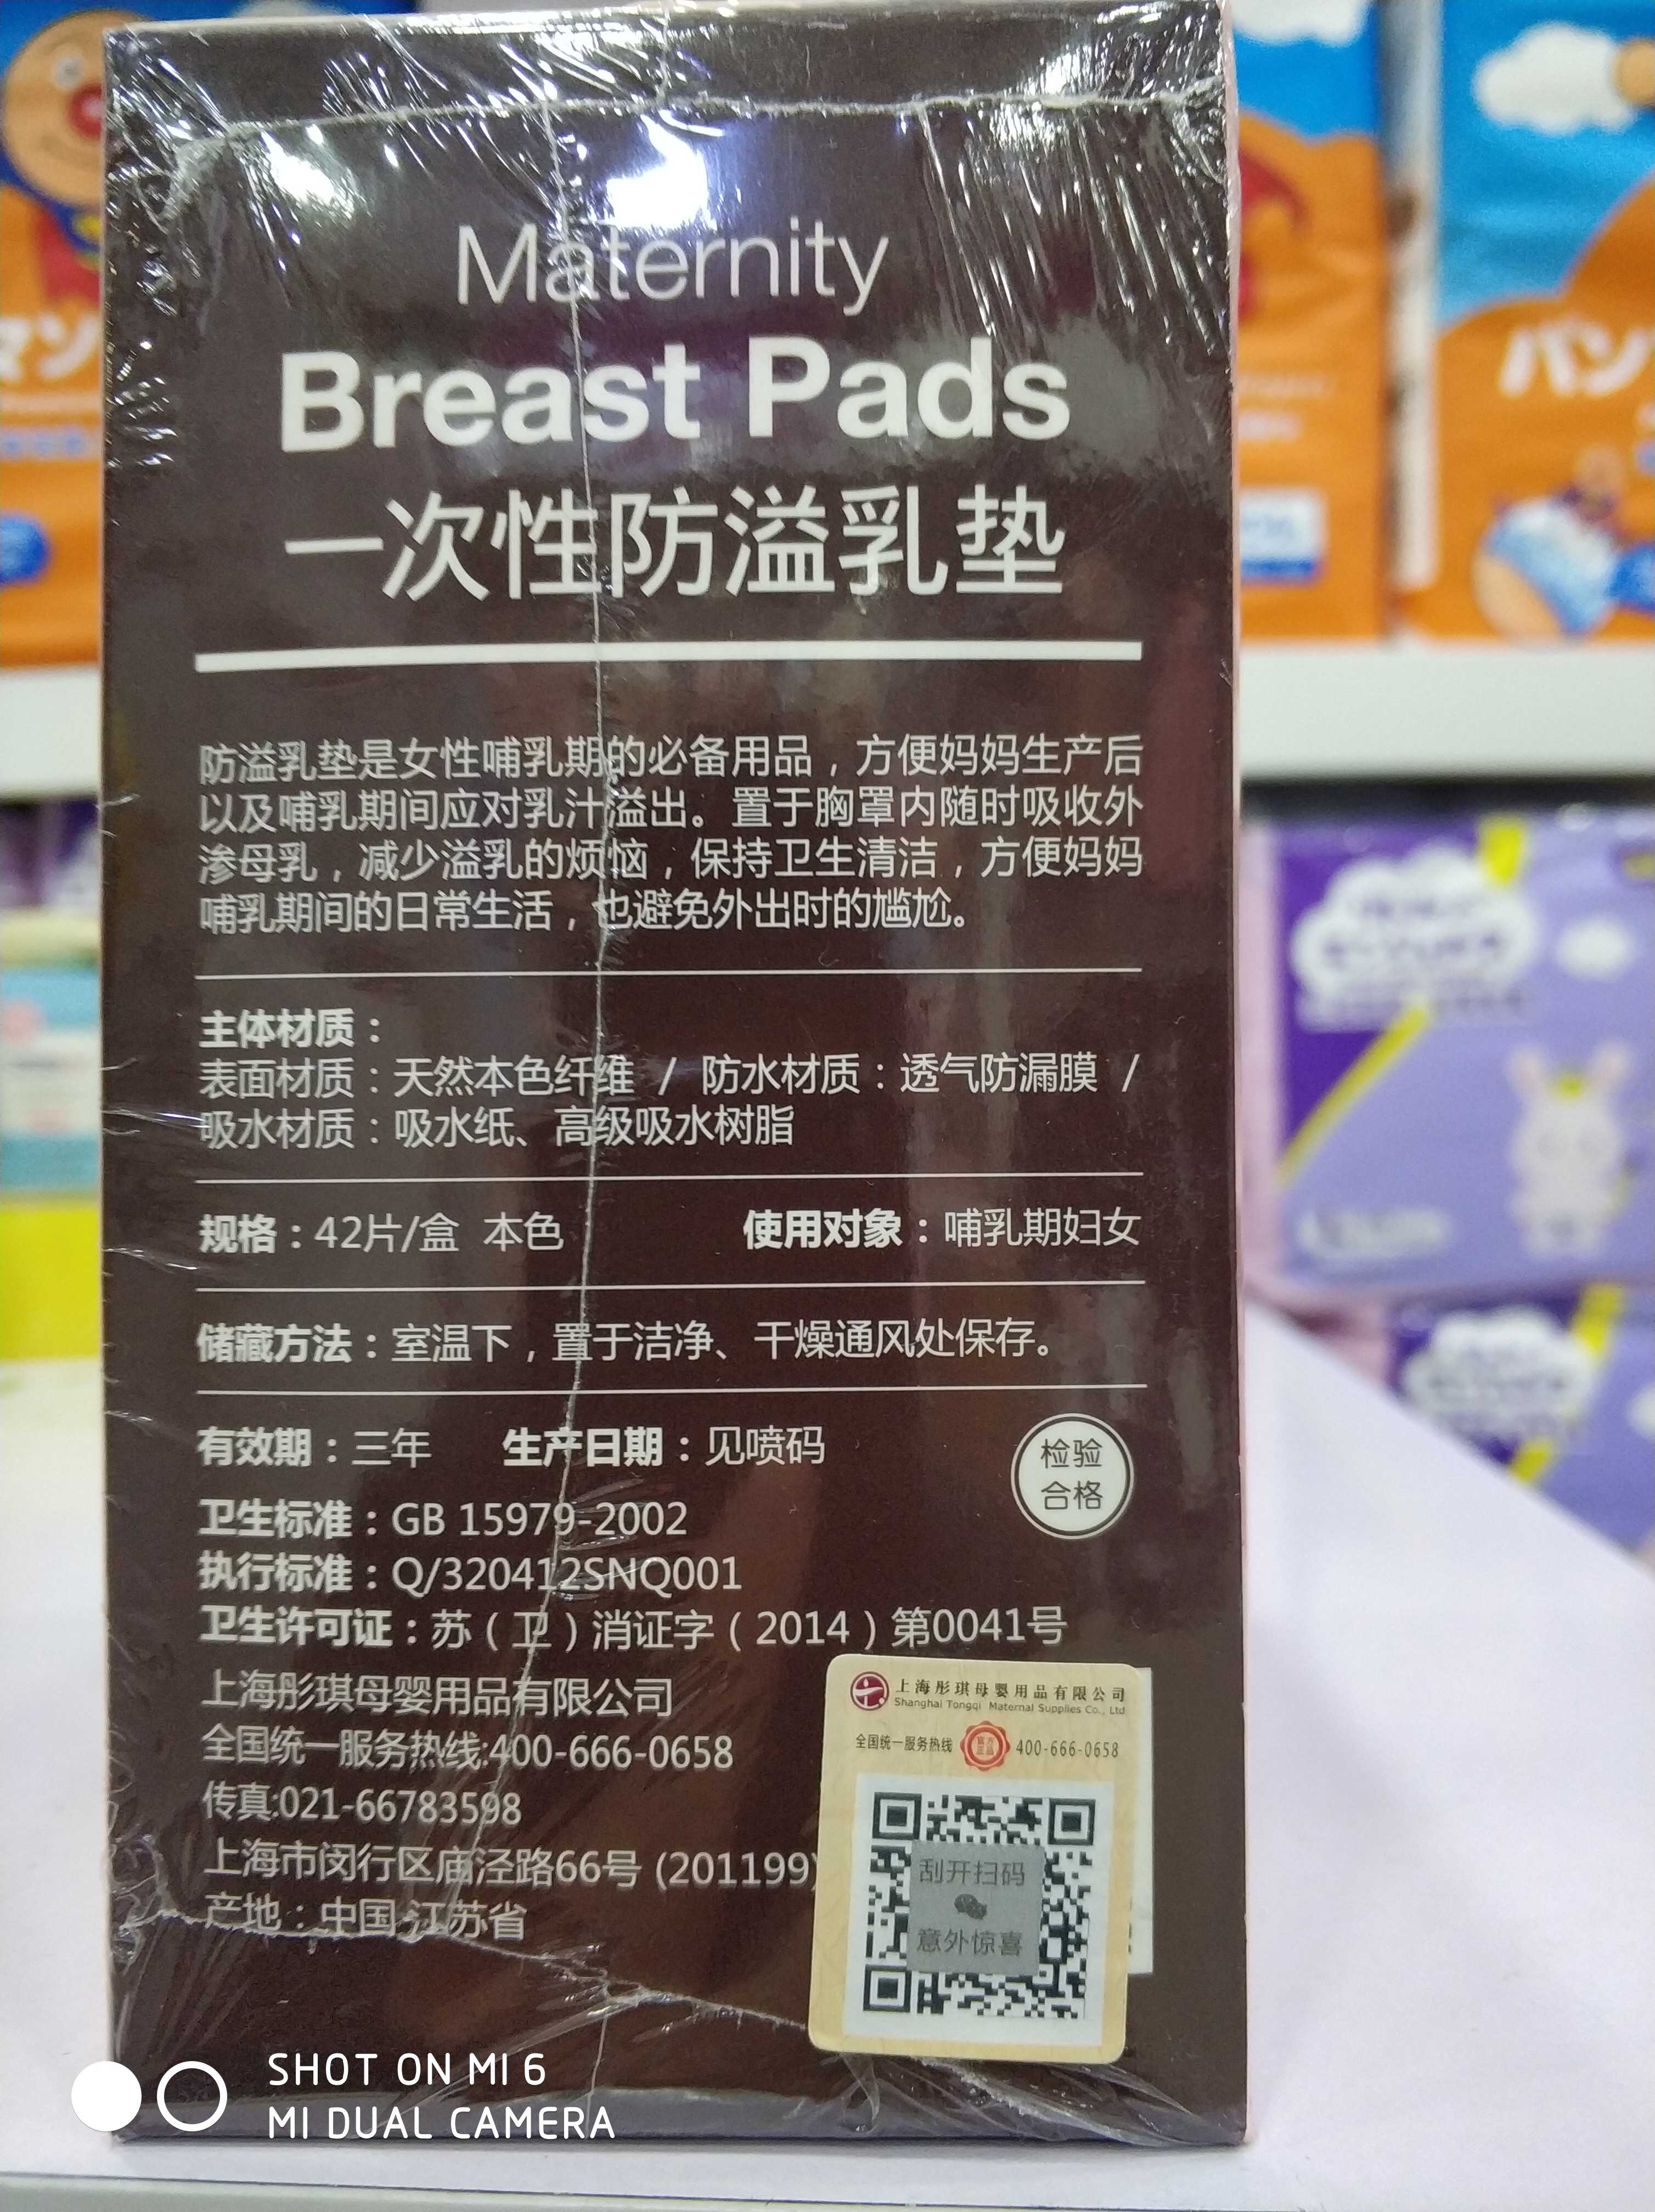 Maternity
Breast Pads
一次性防溢乳垫
防溢乳垫是女性哺乳期的必备用品，方便妈妈生产后
以及哺乳期间应对乳汁溢出。置于胸罩内随时吸收外
渗母乳，减少溢乳的烦恼，保持卫生清洁，方便妈妈
哺乳期间的日常生活，也避免外出时的尴尬。
主体材质：
表面材质：天然本色纤维 / 防水材质：透气防漏膜 /
吸水材质：吸水纸、高级吸水树脂
规格：42片/盒 本色 使用对象：哺乳期妇女
储藏方法：室温下，置于洁净、干燥通风处保存。
有效期：三年 生产日期：见喷码
检验
合格
卫生标准：GB 15979-2002
执行标准：Q/320412SNQ001
卫生许可证：苏（卫）消证字（2014）第0041号
上海彤琪母婴用品有限公司
全国统一服务热线:400-666-0658
传真:021-66783598
上海市闵行区庙泾路66号 (201199)
产地：中国 江苏省
上海彤琪母婴用品有限公司
Shanghai Tongqi Maternal Supplies Co., Ltd
全国统一服务热线 官方正品 400-666-0658
刮开扫码
意外惊喜
SHOT ON MI 6
MI DUAL CAMERA
マン
パン